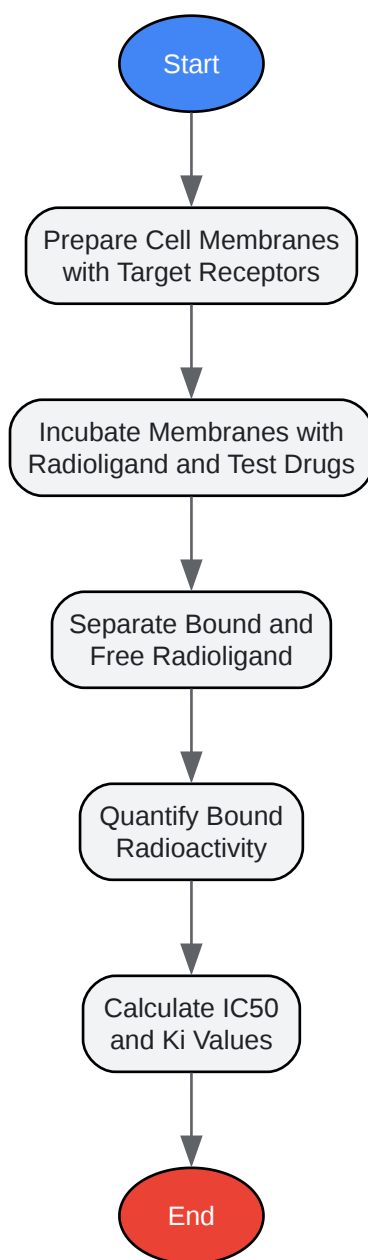 Start
Prepare Cell Membranes
with Target Receptors
Incubate Membranes with
Radioligand and Test Drugs
Separate Bound and
Free Radioligand
Quantify Bound
Radioactivity
Calculate IC50
and Ki Values
End